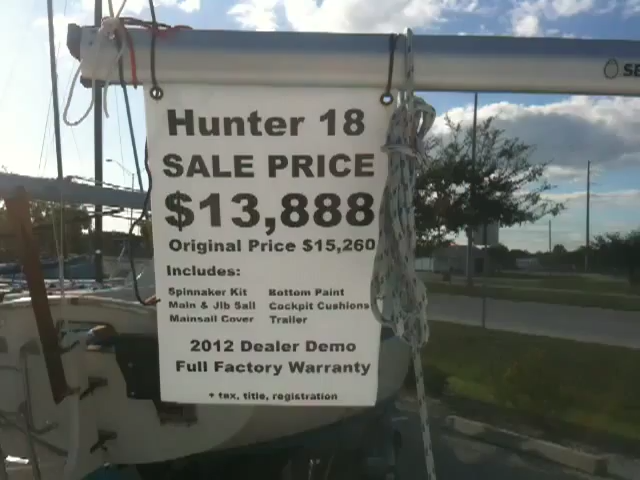 Hunter 18
SALE PRICE
$13,888
Original Price $15,260
Includes:
Spinnaker Kit Bottom Paint
Main & Jib Sail Cockpit Cushions
Mainsail Cover Trailer
2012 Dealer Demo
Full Factory Warranty
+ tax, title, registration
SE